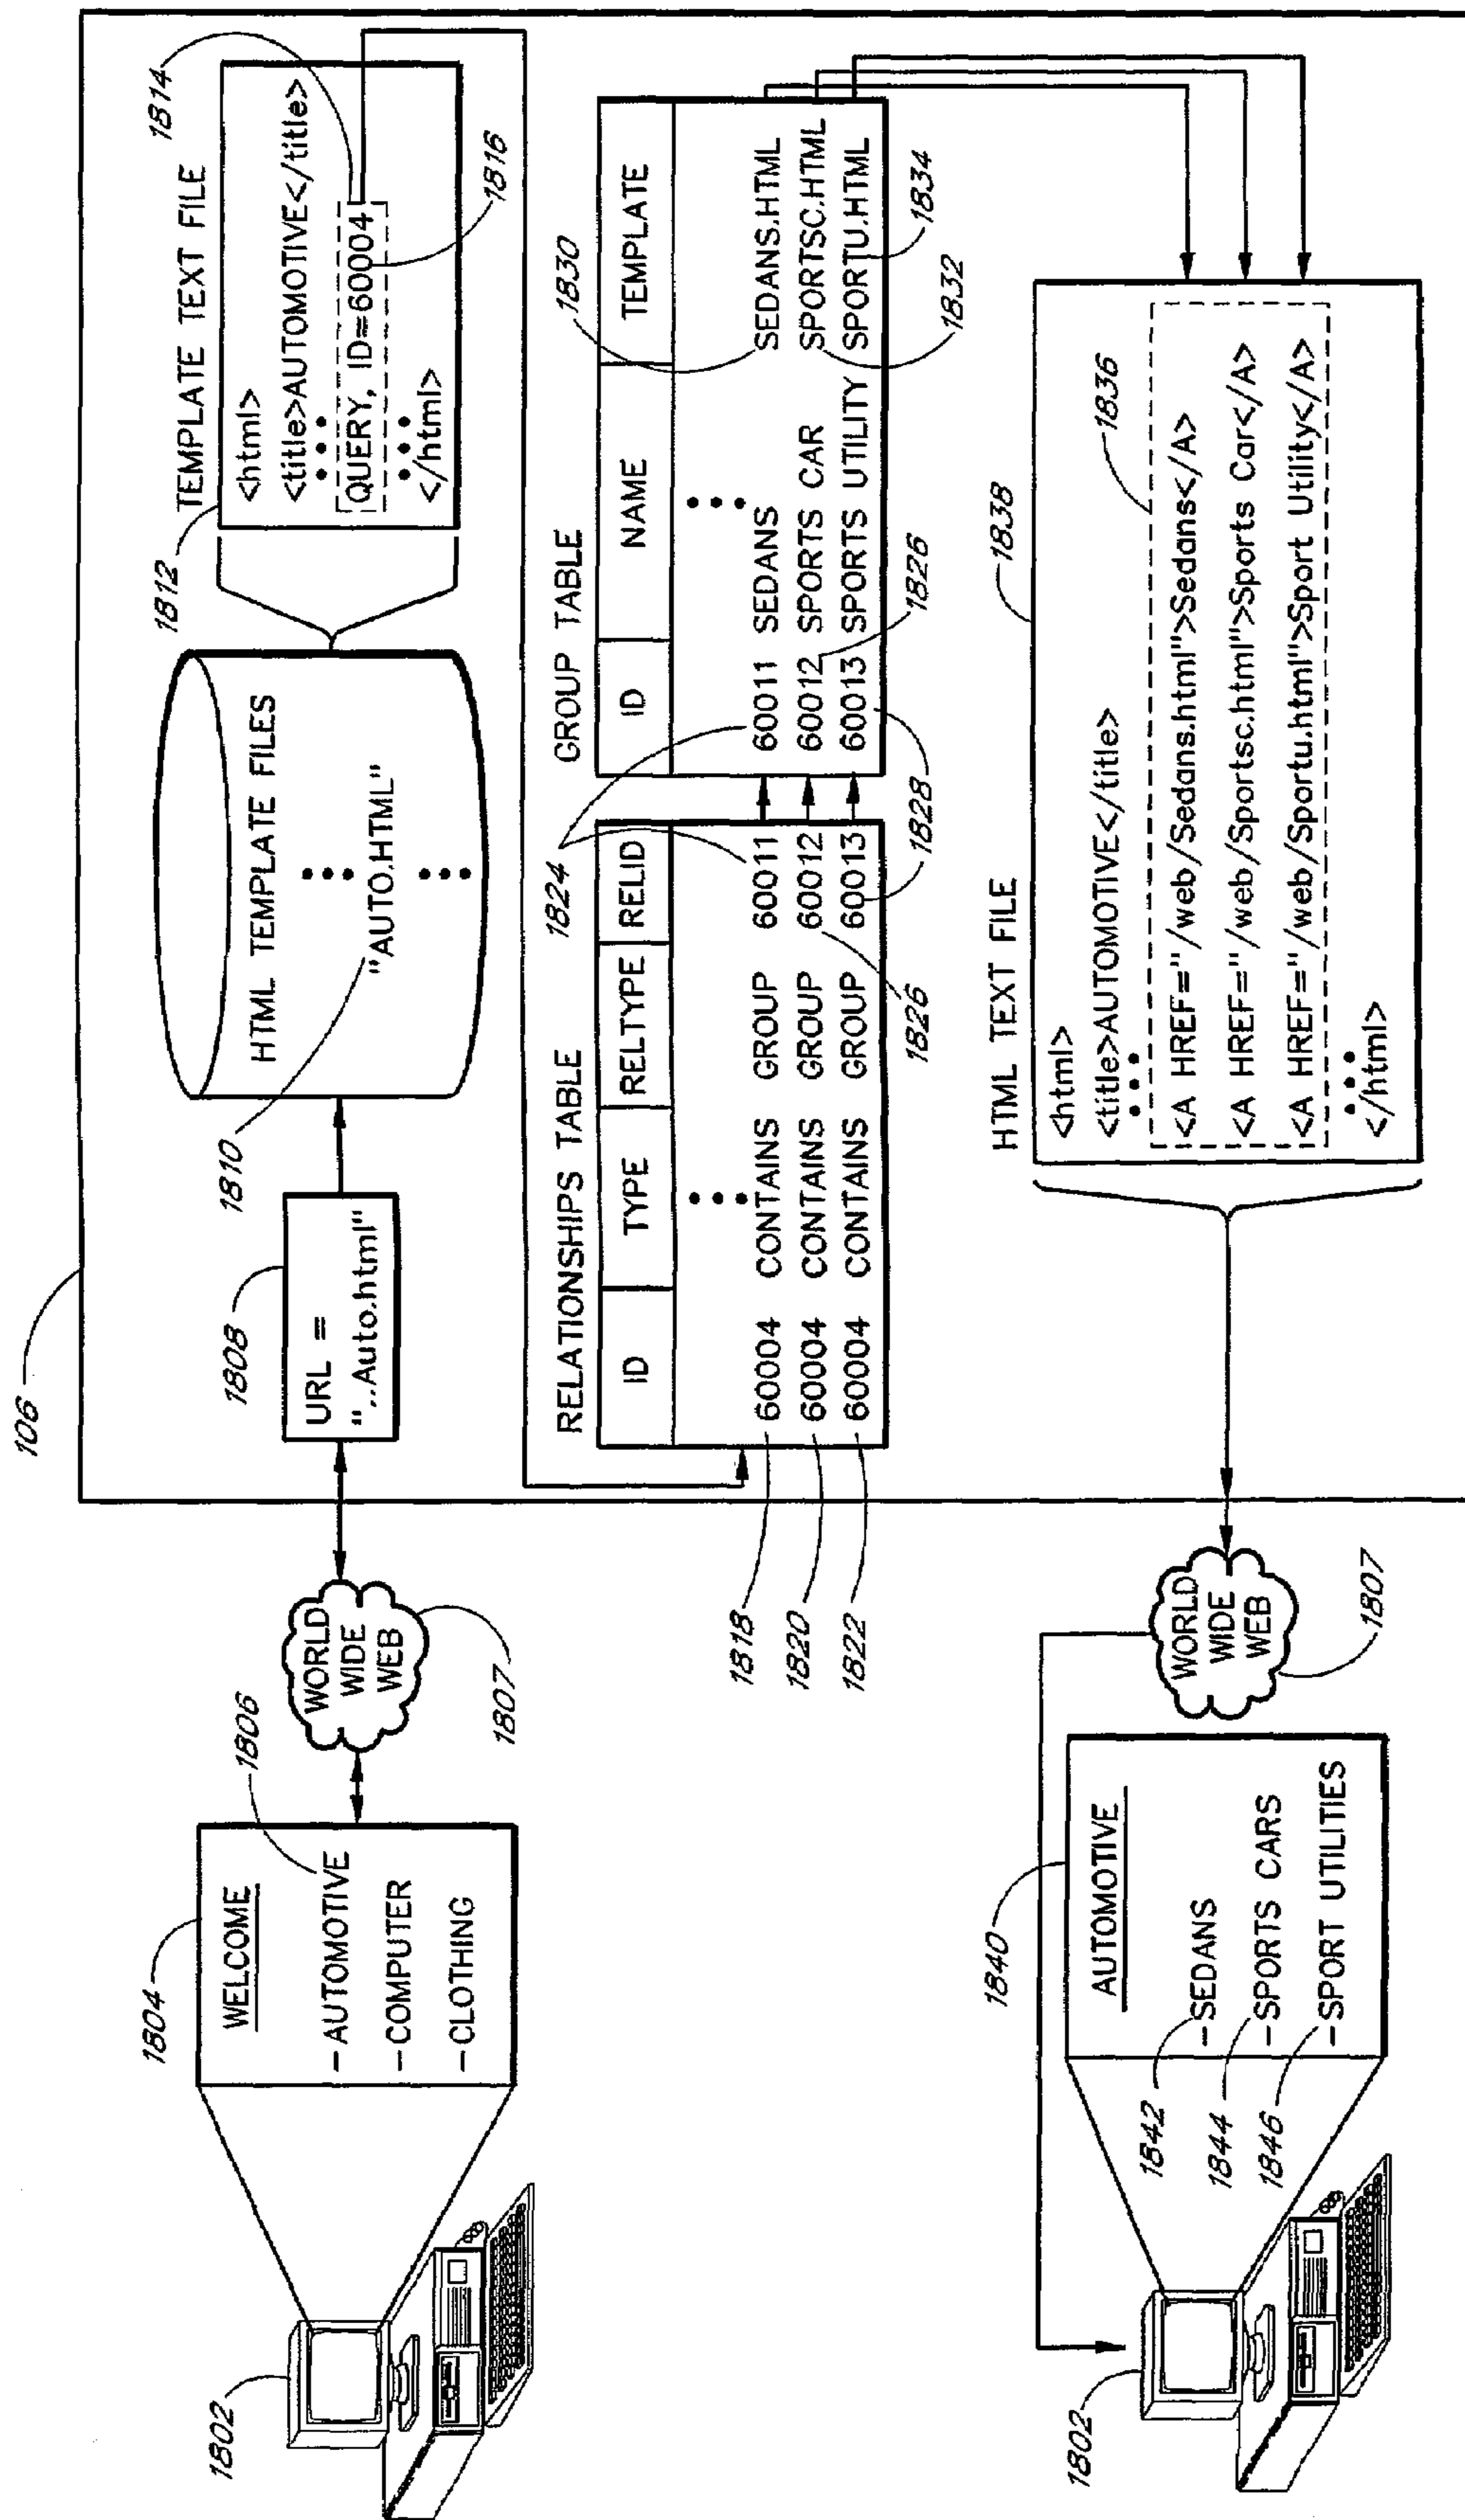 106
1802
1804
WELCOME
1806
-AUTOMOTIVE
-COMPUTER
-CLOTHING
WORLD
WIDE
WEB
1807
1808
URL =
"..Auto.html"
1810
HTML TEMPLATE FILES
"AUTO.HTML"
1812
TEMPLATE TEXT FILE
1814
<html>
<title>AUTOMOTIVE</title>
QUERY, ID=60004
</html>
1816
RELATIONSHIPS TABLE
ID TYPE RELTYPE RELID
60004 CONTAINS GROUP 60011
60004 CONTAINS GROUP 60012
60004 CONTAINS GROUP 60013
1818
1820
1822
1824
1826
1828
GROUP TABLE
ID NAME TEMPLATE
60011 SEDANS SEDANS.HTML
60012 SPORTS CAR SPORTSC.HTML
60013 SPORTS UTILITY SPORTU.HTML
1826
1830
1832
1834
HTML TEXT FILE
1838
1836
<html>
<title>AUTOMOTIVE</title>
<A HREF="/web/Sedans.html">Sedans</A>
<A HREF="/web/Sportsc.html">Sports Car</A>
<A HREF="/web/Sportu.html">Sport Utility</A>
</html>
WORLD
WIDE
WEB
1807
1802
1840
AUTOMOTIVE
1842
-SEDANS
1844
-SPORTS CARS
1846
-SPORT UTILITIES